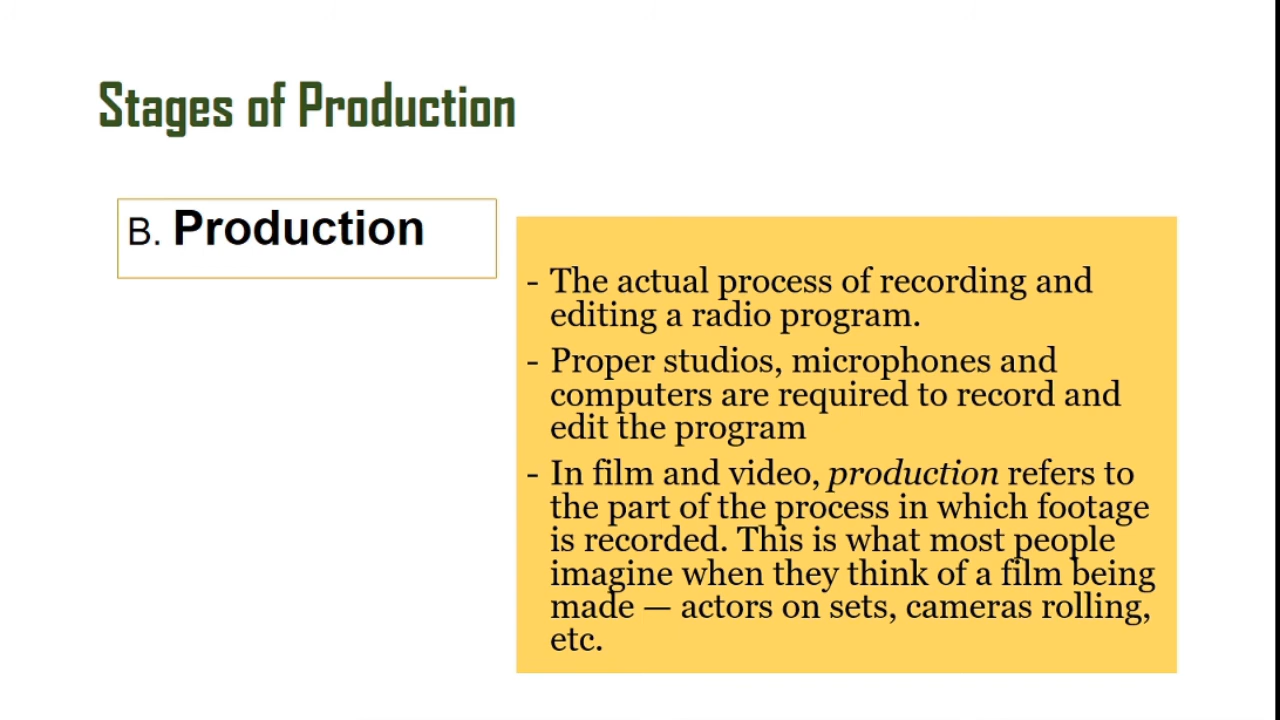 Stages of Production
B. Production
- The actual process of recording and
editing a radio program.
- Proper studios, microphones and
computers are required to record and
edit the program
- In film and video, production refers to
the part of the process in which footage
is recorded. This is what most people
imagine when they think of a film being
made — actors on sets, cameras rolling,
etc.